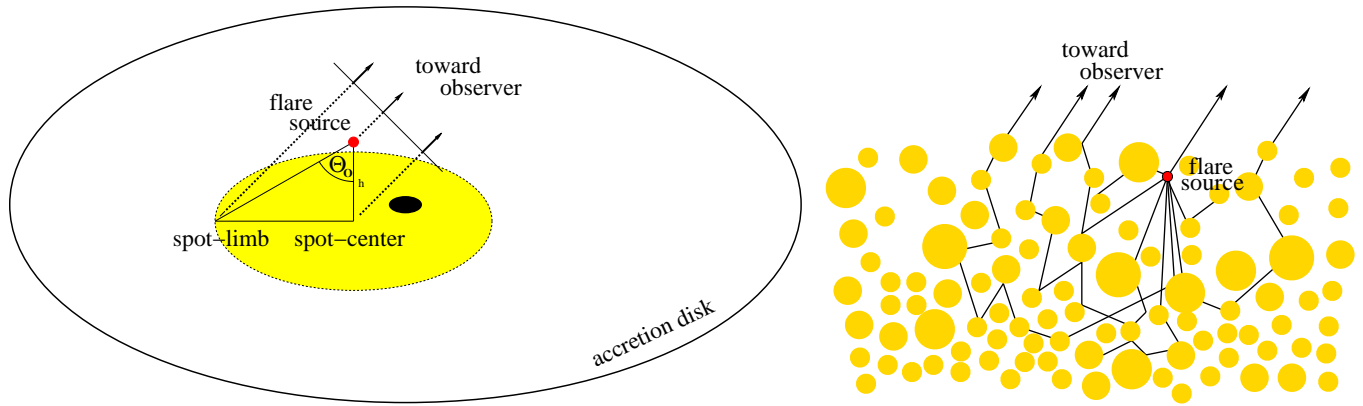 toward
observer
flare
source
Θo
h
spot-limb
spot-center
accretion disk
toward
observer
flare
source